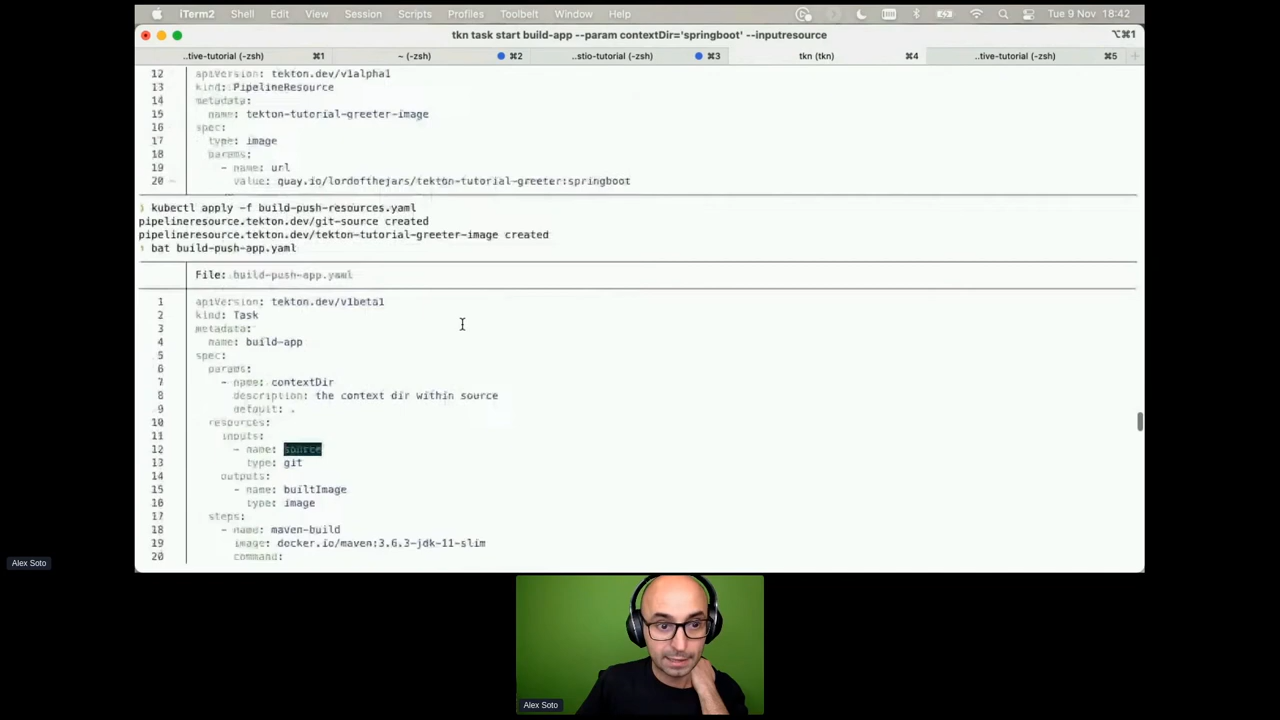 iTerm2 Shell Edit View Session Scripts Profiles Toolbelt Window Help Tue 9 Nov 18:42
tkn task start build-app --param contextDir='springboot' --inputresource ⌥⌘1
..tive-tutorial (-zsh) ⌘1 ~ (-zsh) ⌘2 ..stio-tutorial (-zsh) ⌘3 tkn (tkn) ⌘4 ..tive-tutorial (-zsh) ⌘5
12 apiVersion: tekton.dev/v1alpha1
13 kind: PipelineResource
14 metadata:
15 name: tekton-tutorial-greeter-image
16 spec:
17 type: image
18 params:
19 - name: url
20 value: quay.io/lordofthejars/tekton-tutorial-greeter:springboot
❯ kubectl apply -f build-push-resources.yaml
pipelineresource.tekton.dev/git-source created
pipelineresource.tekton.dev/tekton-tutorial-greeter-image created
❯ bat build-push-app.yaml
File: build-push-app.yaml
1 apiVersion: tekton.dev/v1beta1
2 kind: Task
3 metadata:
4 name: build-app
5 spec:
6 params:
7 - name: contextDir
8 description: the context dir within source
9 default: .
10 resources:
11 inputs:
12 - name: source
13 type: git
14 outputs:
15 - name: builtImage
16 type: image
17 steps:
18 - name: maven-build
19 image: docker.io/maven:3.6.3-jdk-11-slim
20 command:
Alex Soto
Alex Soto